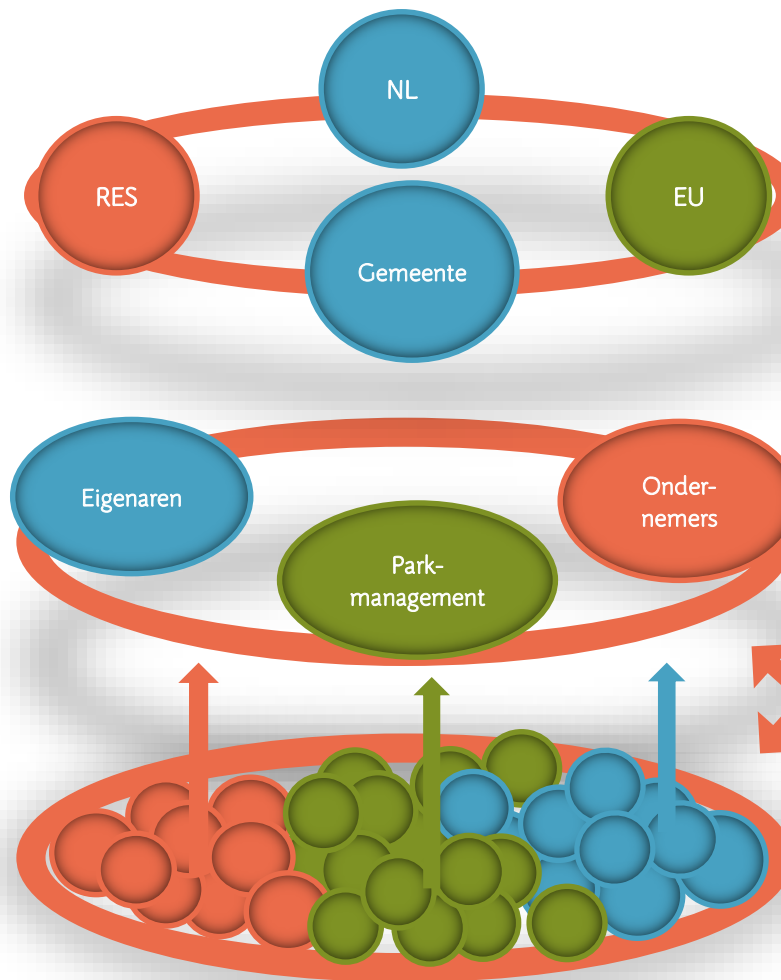 NL
RES
EU
Gemeente
Eigenaren
Onder-
nemers
Park-
management